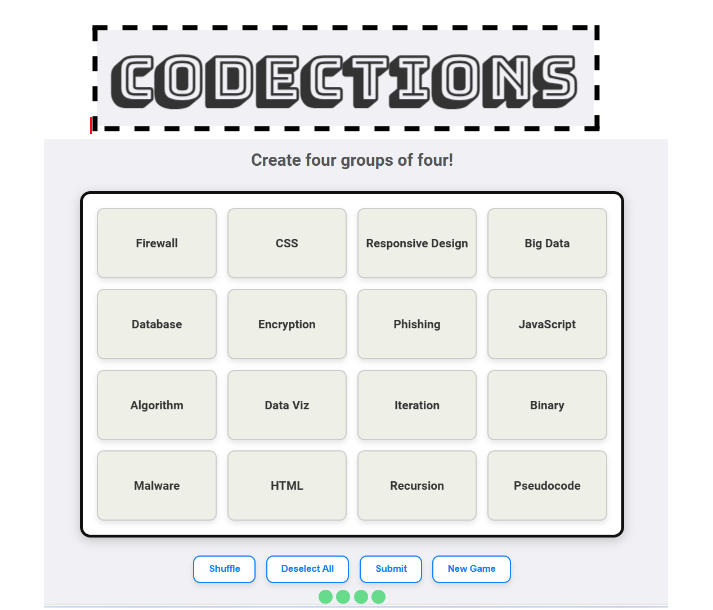 CODECTIONS
Create four groups of four!
Firewall
CSS
Responsive Design
Big Data
Database
Encryption
Phishing
JavaScript
Algorithm
Data Viz
Iteration
Binary
Malware
HTML
Recursion
Pseudocode
Shuffle
Deselect All
Submit
New Game